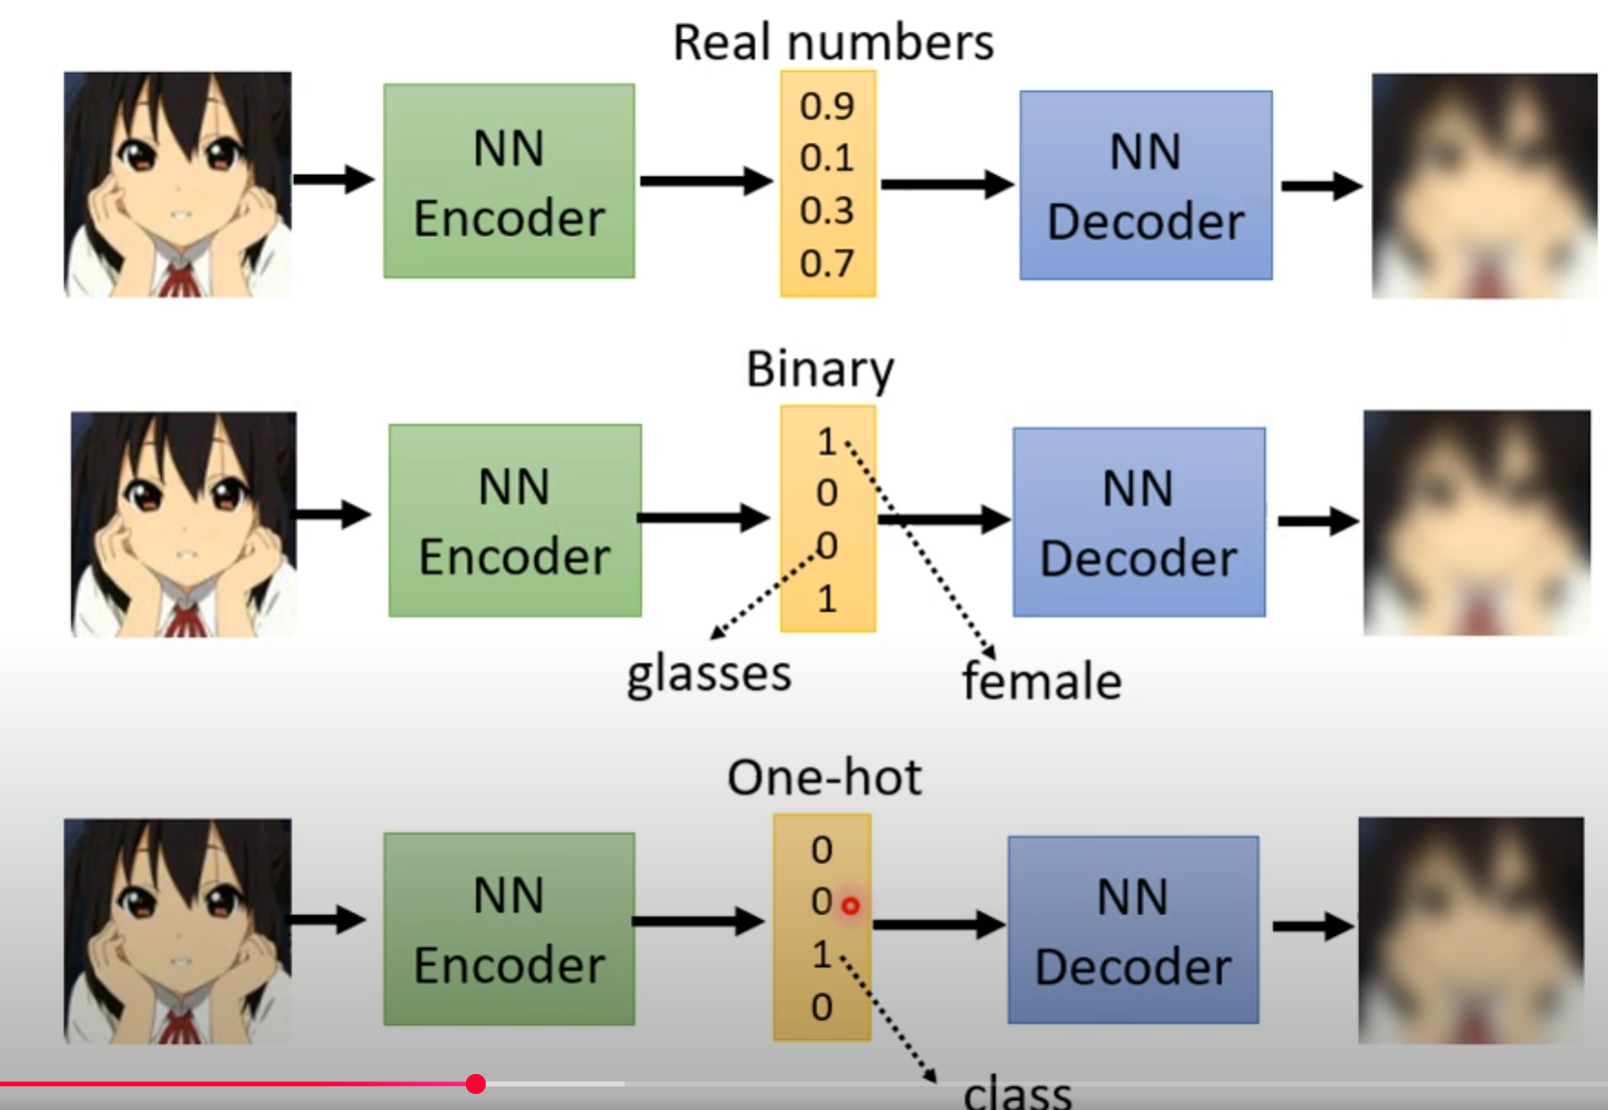 Real numbers
NN
Encoder
0.9
0.1
0.3
0.7
NN
Decoder
Binary
NN
Encoder
1
0
0
1
NN
Decoder
glasses
female
One-hot
NN
Encoder
0
0
1
0
NN
Decoder
class